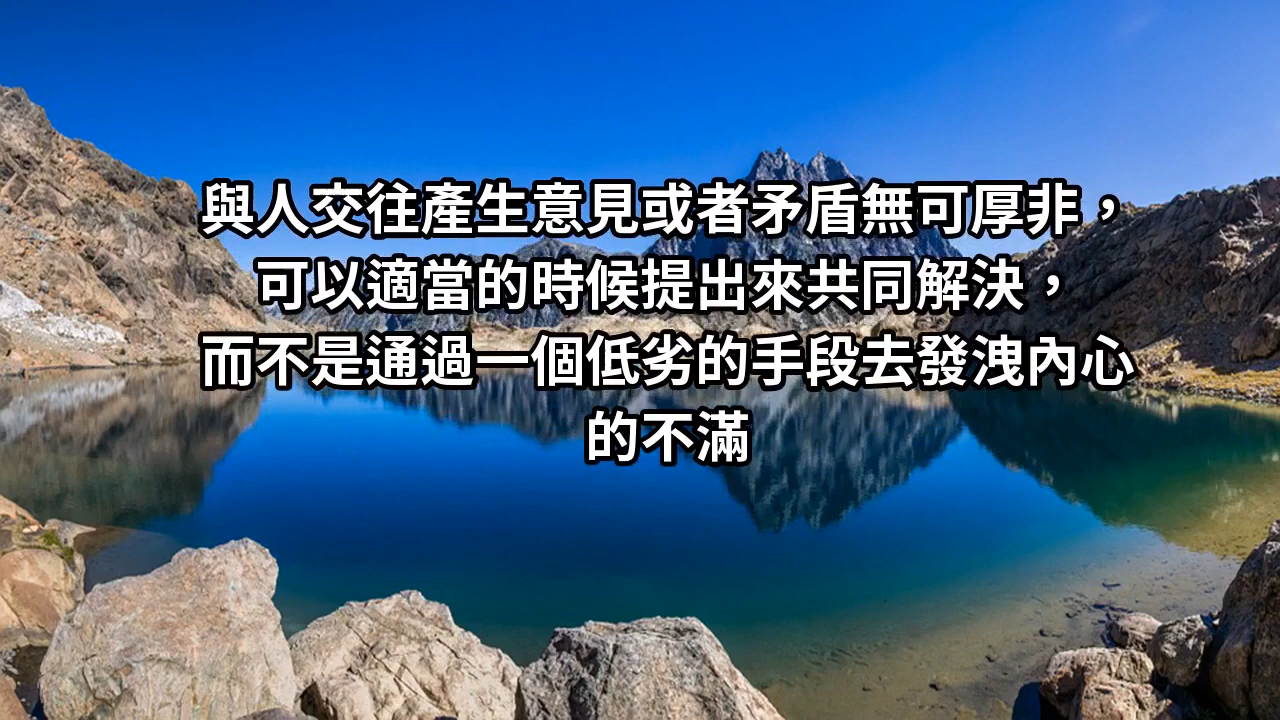 與人交往產生意見或者矛盾無可厚非，
可以適當的時候提出來共同解決，
而不是通過一個低劣的手段去發洩內心
的不滿